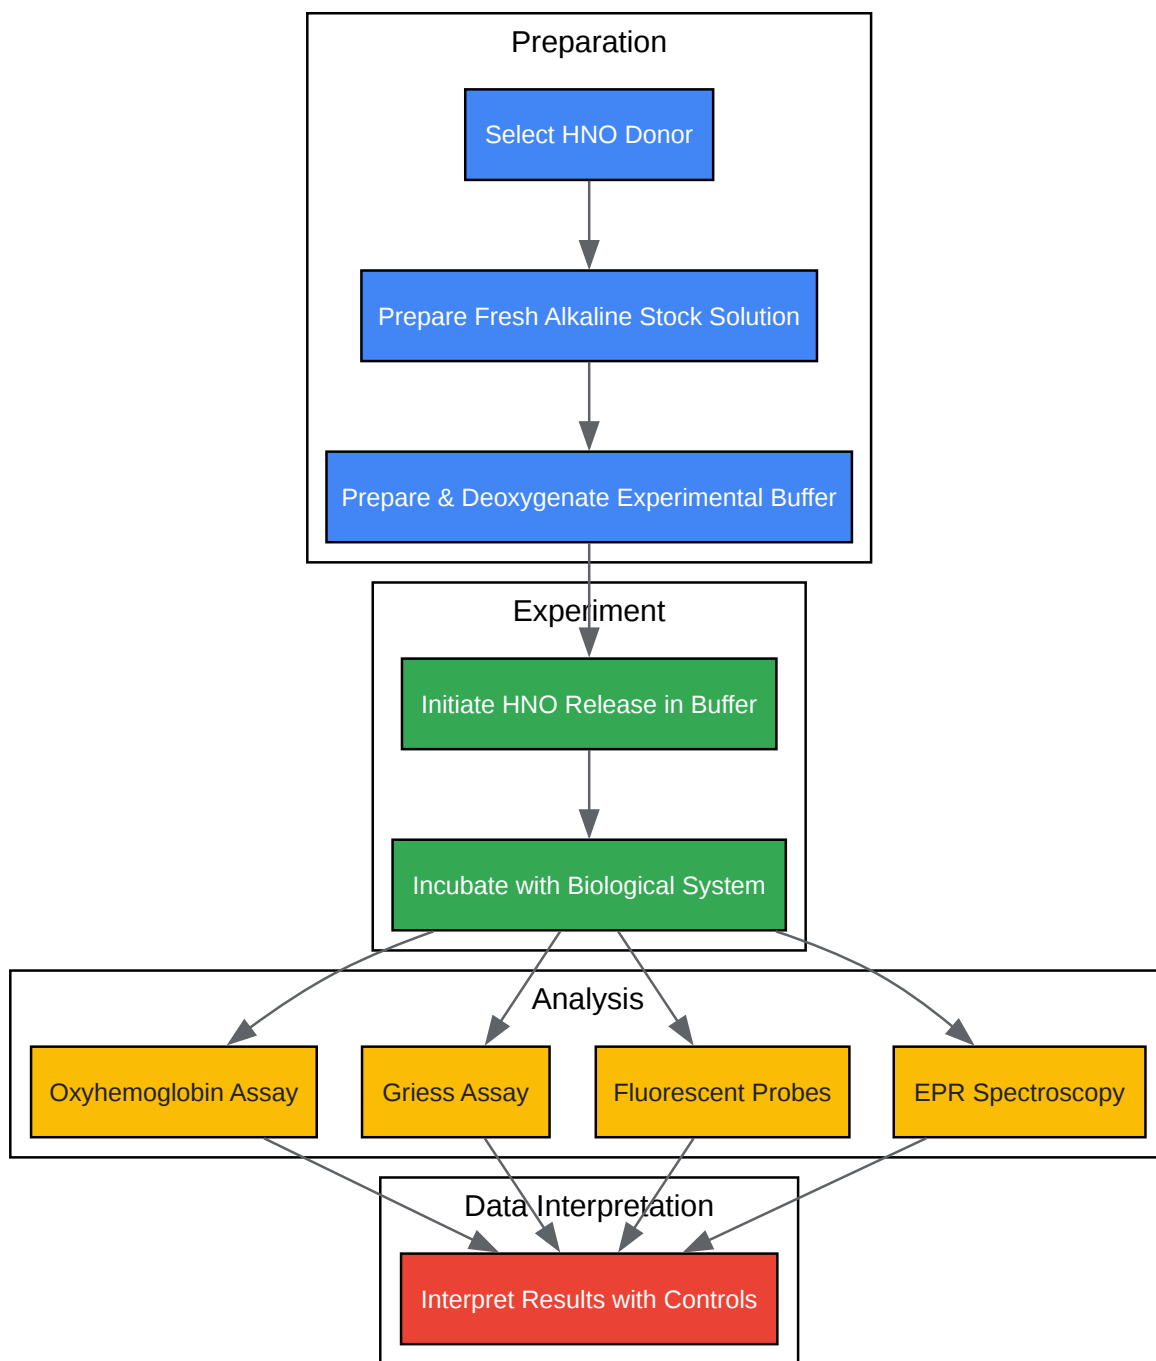 Preparation
Select HNO Donor
Prepare Fresh Alkaline Stock Solution
Prepare & Deoxygenate Experimental Buffer
Experiment
Initiate HNO Release in Buffer
Incubate with Biological System
Analysis
Oxyhemoglobin Assay
Griess Assay
Fluorescent Probes
EPR Spectroscopy
Data Interpretation
Interpret Results with Controls